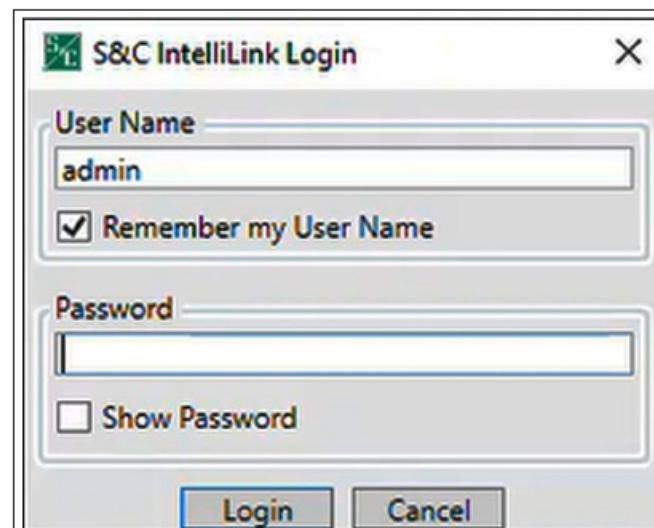 S&C IntelliLink Login
User Name
admin
Remember my User Name
Password
Show Password
Login Cancel